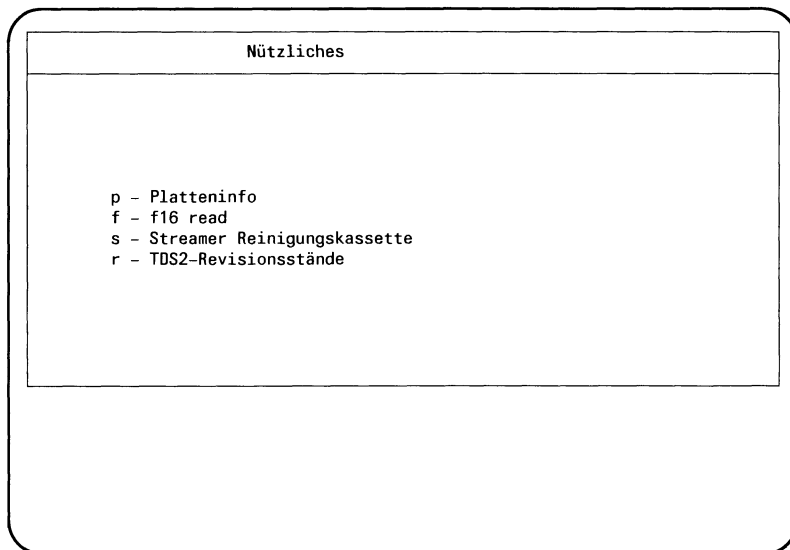 Nützliches
p – Platteninfo
f – f16 read
s – Streamer Reinigungskassette
r – TDS2-Revisionsstände